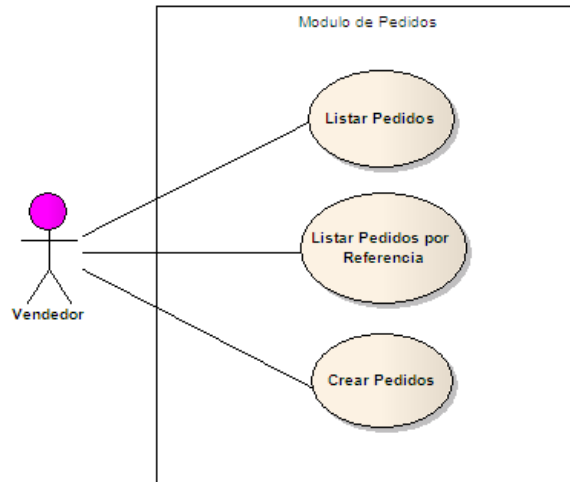 Modulo de Pedidos
Listar Pedidos
Listar Pedidos por
Referencia
Vendedor
Crear Pedidos